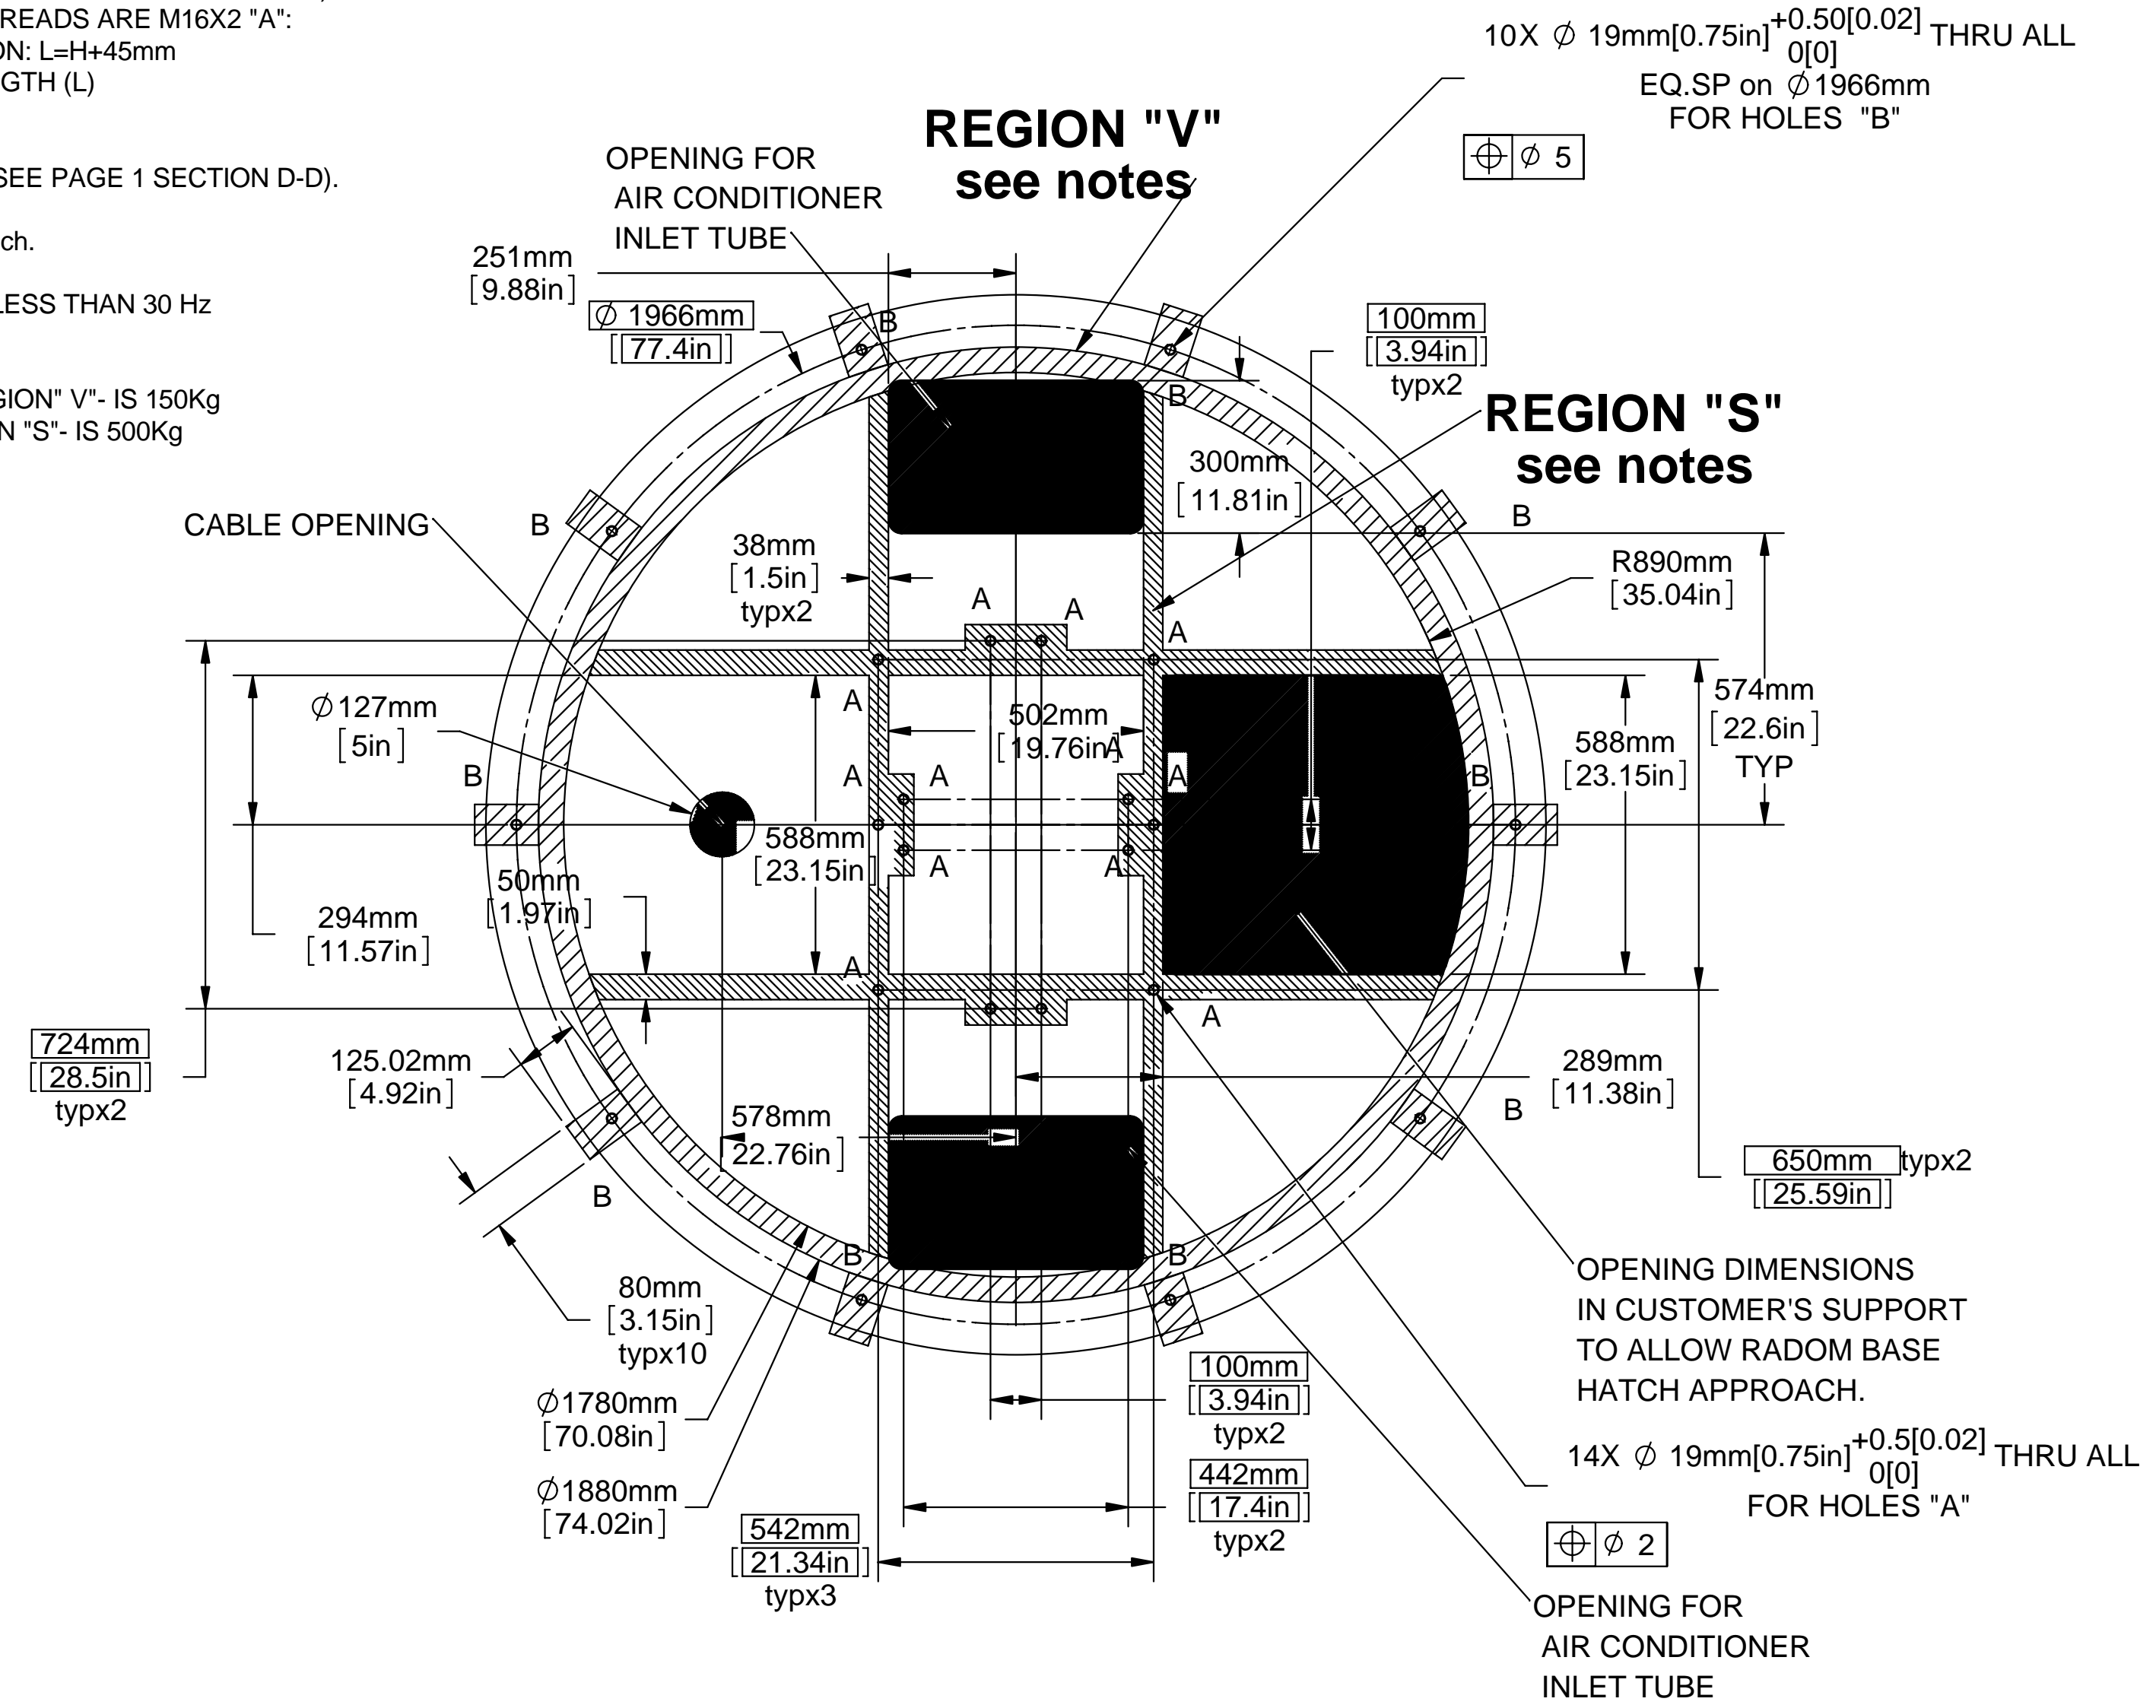 READS ARE M16X2 "A":
ON: L=H+45mm
GTH (L)
SEE PAGE 1 SECTION D-D).
ch.
LESS THAN 30 Hz
GION" V"- IS 150Kg
N "S"- IS 500Kg
10X ∅ 19mm[0.75in] +0.50[0.02] THRU ALL
0[0]
EQ.SP on ∅1966mm
FOR HOLES "B"
⌖ ∅ 5
REGION "V"
see notes
OPENING FOR
AIR CONDITIONER
INLET TUBE
251mm
[9.88in]
∅ 1966mm
[77.4in]
B
100mm
[3.94in]
typx2
B
REGION "S"
see notes
300mm
[11.81in]
CABLE OPENING
B
B
38mm
[1.5in]
typx2
R890mm
[35.04in]
A
A
A
∅127mm
[5in]
A
502mm
[19.76in]
A
574mm
[22.6in]
TYP
588mm
[23.15in]
B
A
A
A
B
588mm
[23.15in]
A
A
50mm
[1.97in]
294mm
[11.57in]
A
A
724mm
[28.5in]
typx2
125.02mm
[4.92in]
289mm
[11.38in]
578mm
22.76in]
B
650mm typx2
[25.59in]
B
B
B
80mm
[3.15in]
typx10
OPENING DIMENSIONS
IN CUSTOMER'S SUPPORT
TO ALLOW RADOM BASE
HATCH APPROACH.
∅1780mm
[70.08in]
100mm
[3.94in]
typx2
14X ∅ 19mm[0.75in] +0.5[0.02] THRU ALL
0[0]
FOR HOLES "A"
∅1880mm
[74.02in]
442mm
[17.4in]
typx2
542mm
[21.34in]
typx3
⌖ ∅ 2
OPENING FOR
AIR CONDITIONER
INLET TUBE